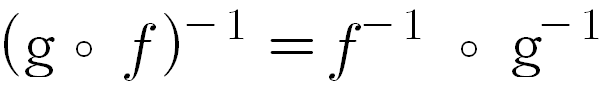 (g ∘ f)⁻¹ = f⁻¹ ∘ g⁻¹